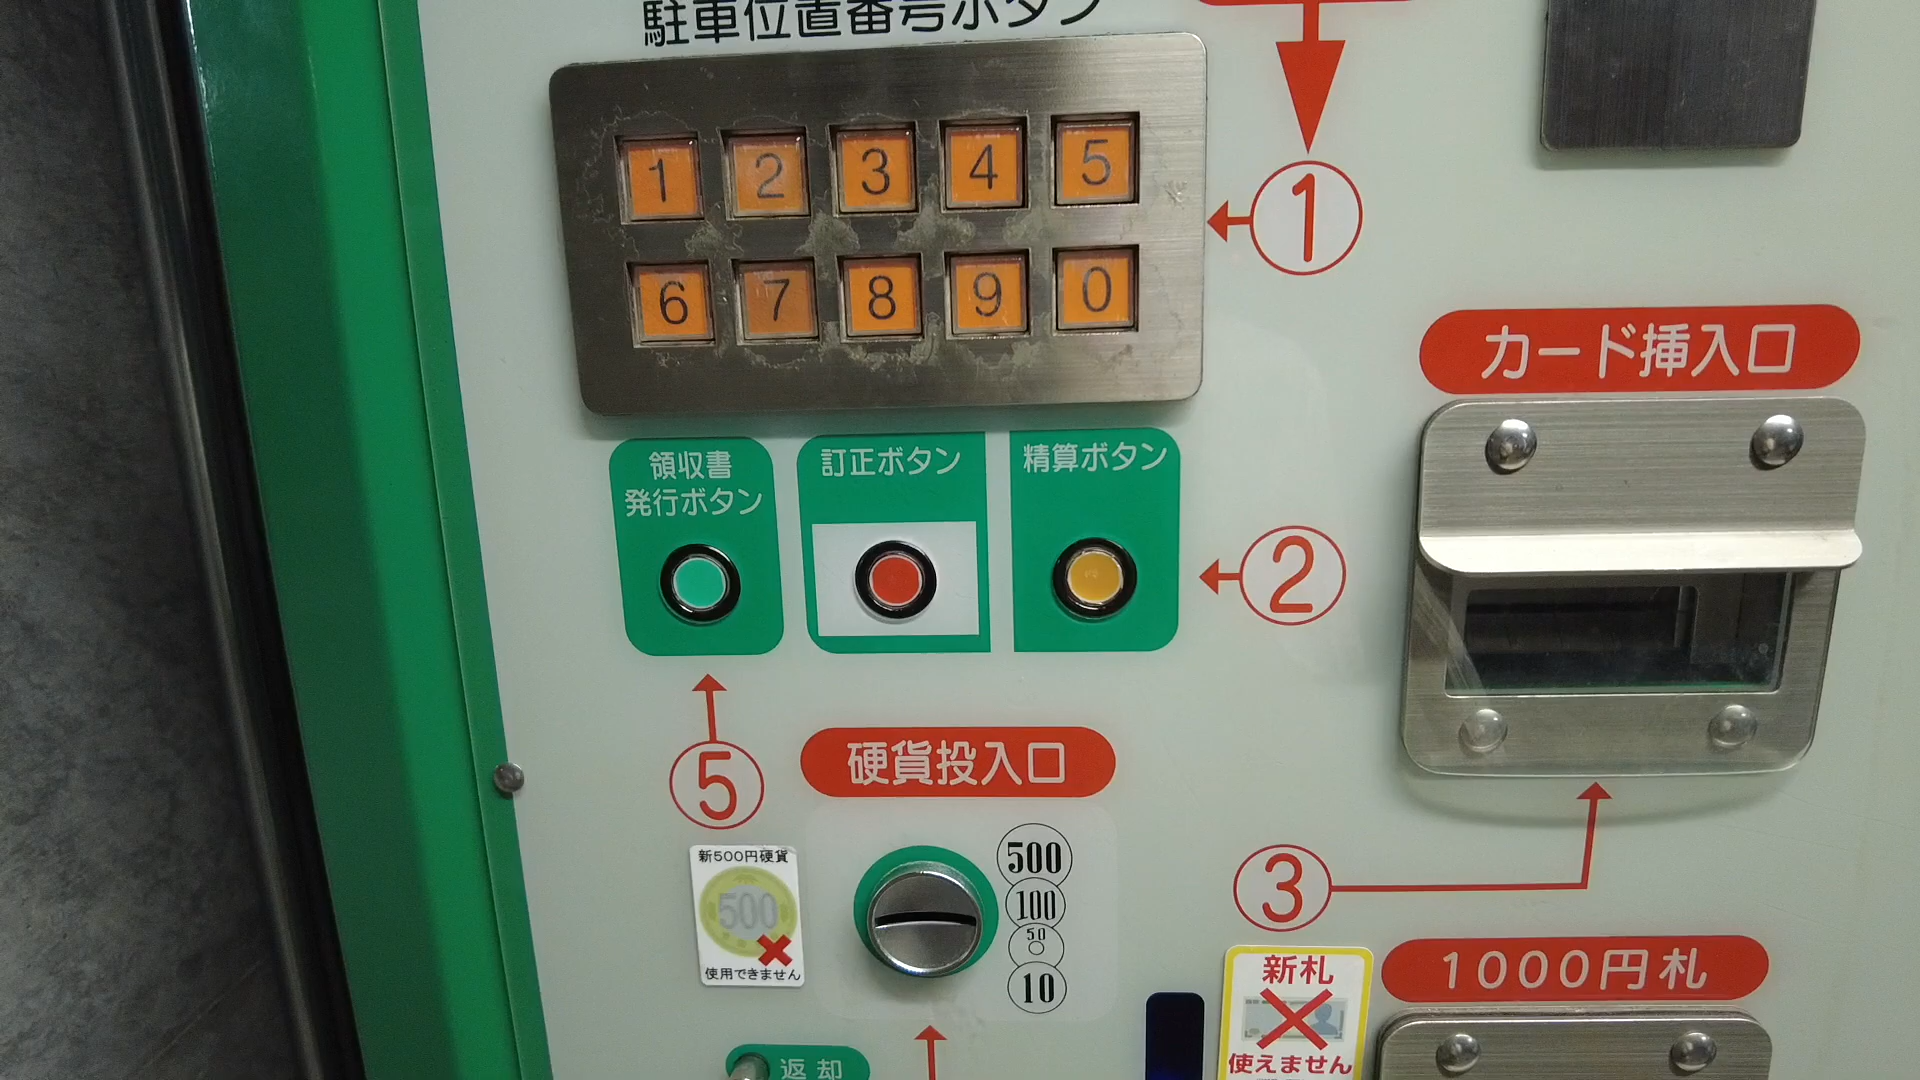 駐車位置番号ボタン
1 2 3 4 5
6 7 8 9 0
①
カード挿入口
領収書
発行ボタン
訂正ボタン
精算ボタン
②
⑤
硬貨投入口
新500円硬貨
500
使用できません
500
100
50
10
③
1000円札
新札
使えません
返却